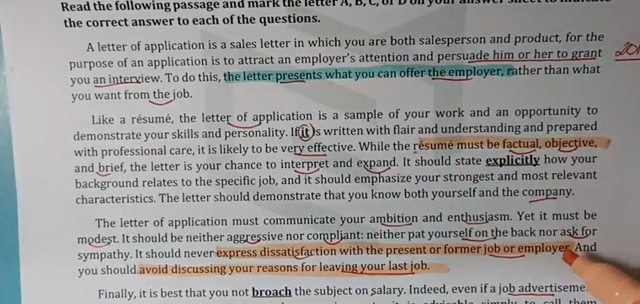 Read the following passage and mark the letter A, B, C, or D on your answer sheet to indicate
the correct answer to each of the questions.
A letter of application is a sales letter in which you are both salesperson and product, for the
purpose of an application is to attract an employer's attention and persuade him or her to grant
you an interview. To do this, the letter presents what you can offer the employer, rather than what
you want from the job.
Like a résumé, the letter of application is a sample of your work and an opportunity to
demonstrate your skills and personality. If it is written with flair and understanding and prepared
with professional care, it is likely to be very effective. While the résumé must be factual, objective,
and brief, the letter is your chance to interpret and expand. It should state explicitly how your
background relates to the specific job, and it should emphasize your strongest and most relevant
characteristics. The letter should demonstrate that you know both yourself and the company.
The letter of application must communicate your ambition and enthusiasm. Yet it must be
modest. It should be neither aggressive nor compliant: neither pat yourself on the back nor ask for
sympathy. It should never express dissatisfaction with the present or former job or employer. And
you should avoid discussing your reasons for leaving your last job.
Finally, it is best that you not broach the subject on salary. Indeed, even if a job advertiseme